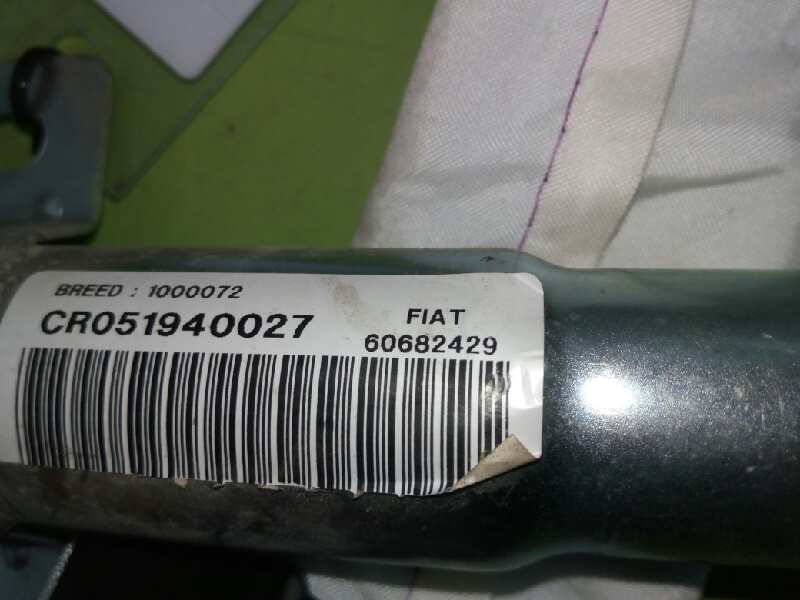 BREED : 1000072
CR051940027
FIAT
60682429